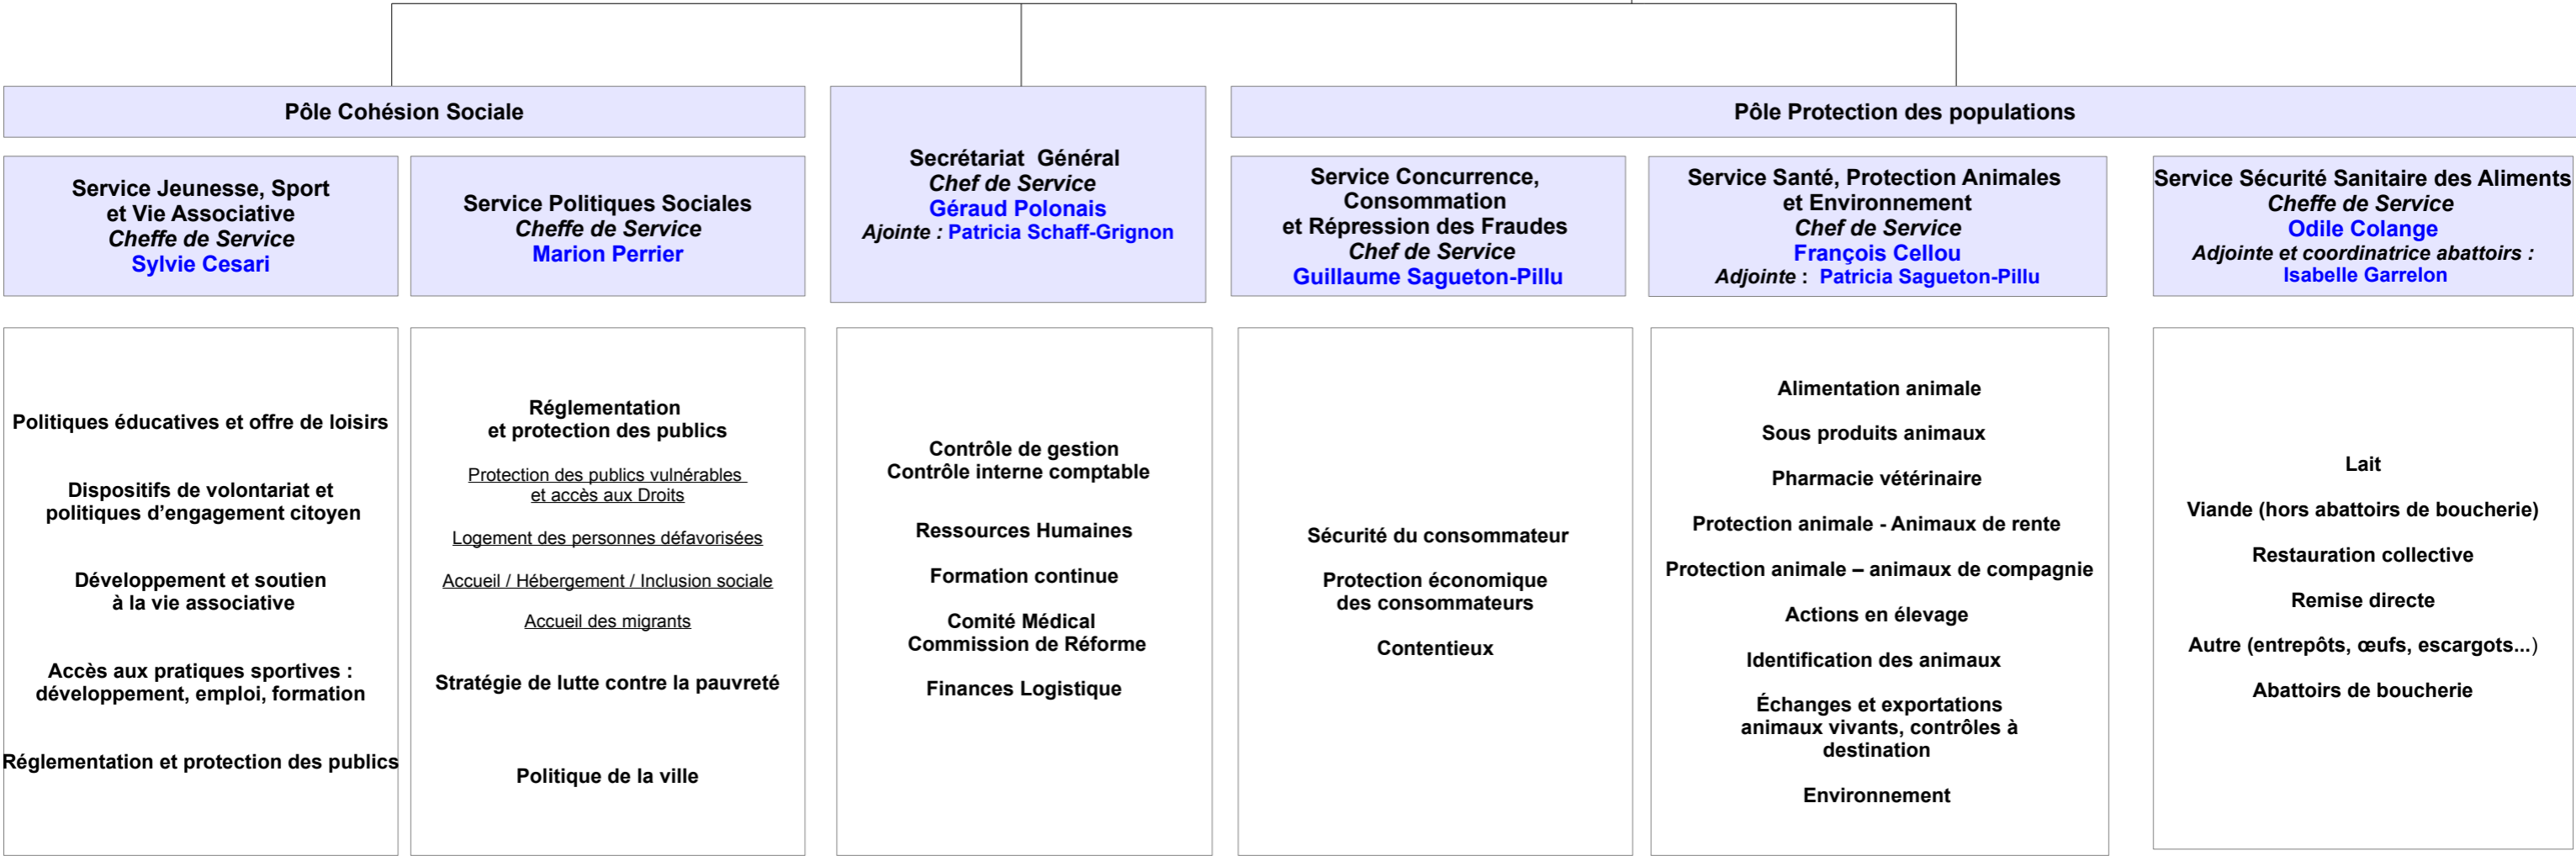 Pôle Cohésion Sociale
Service Jeunesse, Sport
et Vie Associative
Cheffe de Service
Sylvie Cesari
Service Politiques Sociales
Cheffe de Service
Marion Perrier
Secrétariat Général
Chef de Service
Géraud Polonais
Ajointe : Patricia Schaff-Grignon
Pôle Protection des populations
Service Concurrence,
Consommation
et Répression des Fraudes
Chef de Service
Guillaume Sagueton-Pillu
Service Santé, Protection Animales
et Environnement
Chef de Service
François Cellou
Adjointe : Patricia Sagueton-Pillu
Service Sécurité Sanitaire des Aliments
Cheffe de Service
Odile Colange
Adjointe et coordinatrice abattoirs :
Isabelle Garrelon
Politiques éducatives et offre de loisirs
Dispositifs de volontariat et
politiques d’engagement citoyen
Développement et soutien
à la vie associative
Accès aux pratiques sportives :
développement, emploi, formation
Réglementation et protection des publics
Réglementation
et protection des publics
Protection des publics vulnérables
et accès aux Droits
Logement des personnes défavorisées
Accueil / Hébergement / Inclusion sociale
Accueil des migrants
Stratégie de lutte contre la pauvreté
Politique de la ville
Contrôle de gestion
Contrôle interne comptable
Ressources Humaines
Formation continue
Comité Médical
Commission de Réforme
Finances Logistique
Sécurité du consommateur
Protection économique
des consommateurs
Contentieux
Alimentation animale
Sous produits animaux
Pharmacie vétérinaire
Protection animale - Animaux de rente
Protection animale – animaux de compagnie
Actions en élevage
Identification des animaux
Échanges et exportations
animaux vivants, contrôles à
destination
Environnement
Lait
Viande (hors abattoirs de boucherie)
Restauration collective
Remise directe
Autre (entrepôts, œufs, escargots...)
Abattoirs de boucherie